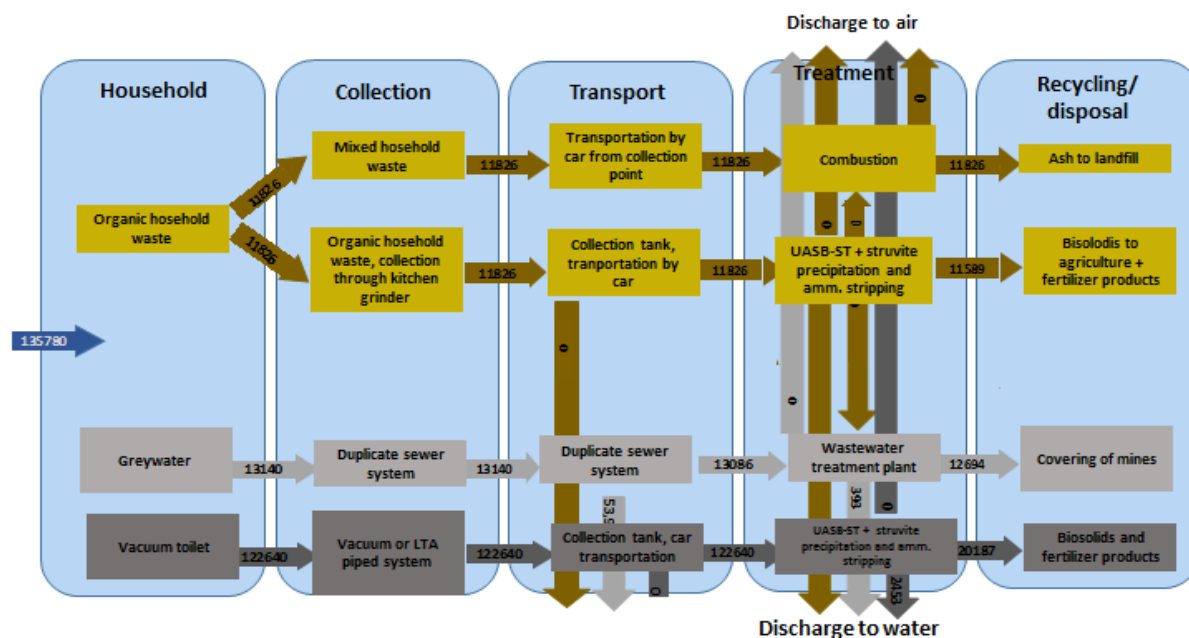 Discharge to air
Household
Collection
Transport
Treatment
Recycling/
disposal
Mixed hosehold
waste
Transportation by
car from collection
point
Combustion
Ash to landfill
0
11826
11826
11826
11826
11826
Organic hosehold
waste
11826
Organic hosehold
waste, collection
through kitchen
grinder
11826
Collection tank,
tranportation by
car
11826
UASB-ST + struvite
precipitation and
amm. stripping
11589
Bisolodis to
agriculture +
fertilizer products
0
0
135780
0
0
0
Greywater
13140
Duplicate sewer
system
13140
Duplicate sewer
system
13086
Wastewater
treatment plant
12694
Covering of mines
393
0
Vacuum toilet
122640
Vacuum or LTA
piped system
122640
Collection tank, car
transportation
122640
UASB-ST + struvite
precipitation and amm.
stripping
20187
Biosolids and
fertilizer products
0
2453
Discharge to water